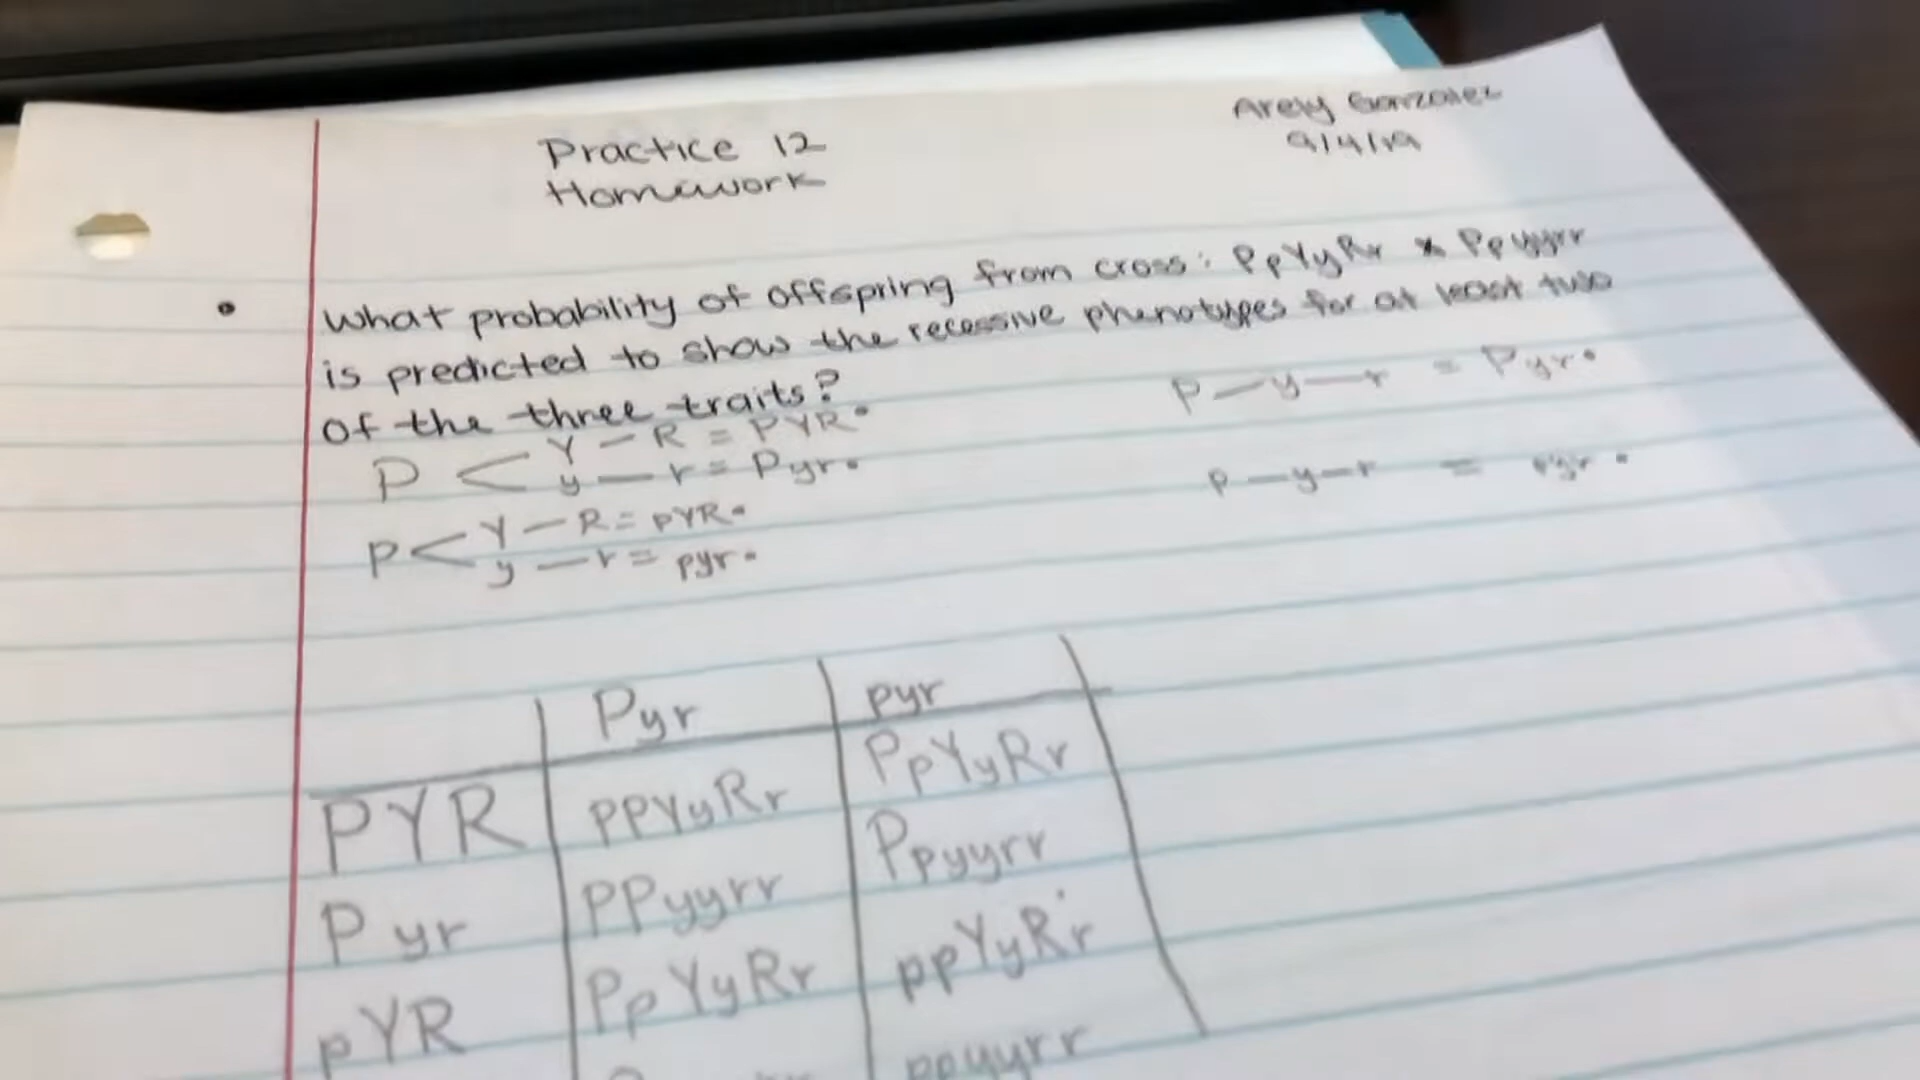 Arely Gonzalez
Practice 12
9/4/19
Homework
• What probability of offspring from cross: PpYyRr x Ppyyrr
is predicted to show the recessive phenotypes for at least two
of the three traits?
P < Y — R = PYR•
y — r = Pyr•
p < Y — R = pYR•
y — r = pyr•
P — y — r = Pyr•
p — y — r = pyr•
Pyr pyr
PYR PPYyRr PpYyRr
Pyr PPyyrr Ppyyrr
pYR PpYyRr ppYyRr
ppyyrr